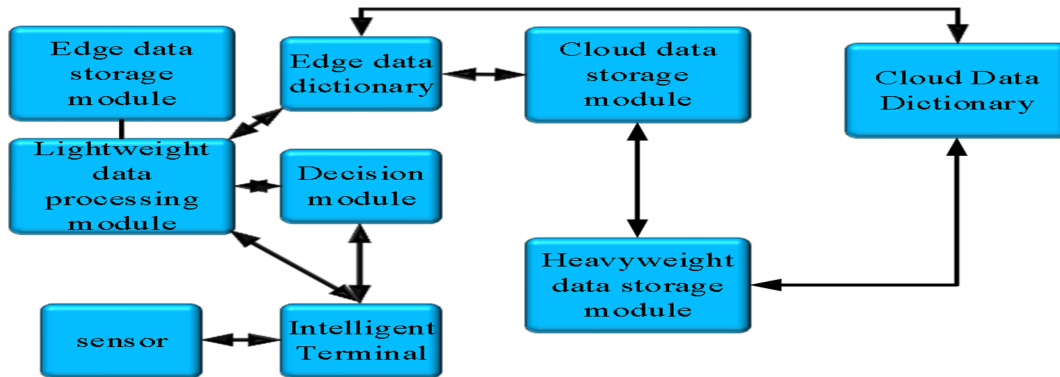 Edge data
storage
module
Edge data
dictionary
Cloud data
storage
module
Cloud Data
Dictionary
Lightweight
data
processing
module
Decision
module
Heavyweight
data storage
module
sensor
Intelligent
Terminal